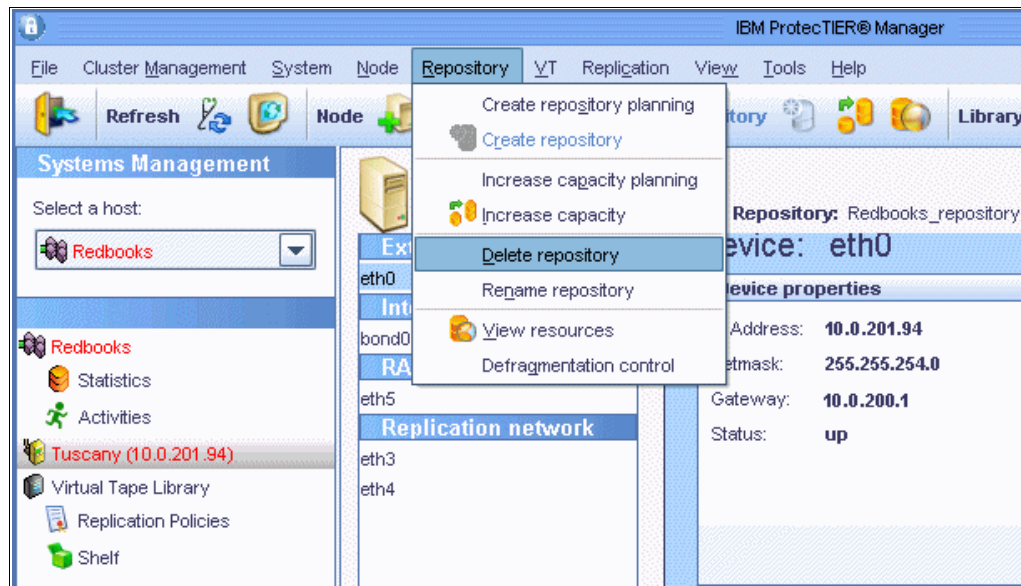 IBM ProtecTIER® Manager
File Cluster Management System Node Repository VT Replication View Tools Help
Refresh Node Library
Create repository planning
Create repository
Increase capacity planning
Increase capacity
Delete repository
Rename repository
View resources
Defragmentation control
Systems Management
Select a host:
Redbooks
Redbooks
Statistics
Activities
Tuscany (10.0.201.94)
Virtual Tape Library
Replication Policies
Shelf
eth0
bond0
eth5
Replication network
eth3
eth4
Repository: Redbooks_repository
eth0
properties
Address: 10.0.201.94
255.255.254.0
Gateway: 10.0.200.1
Status: up